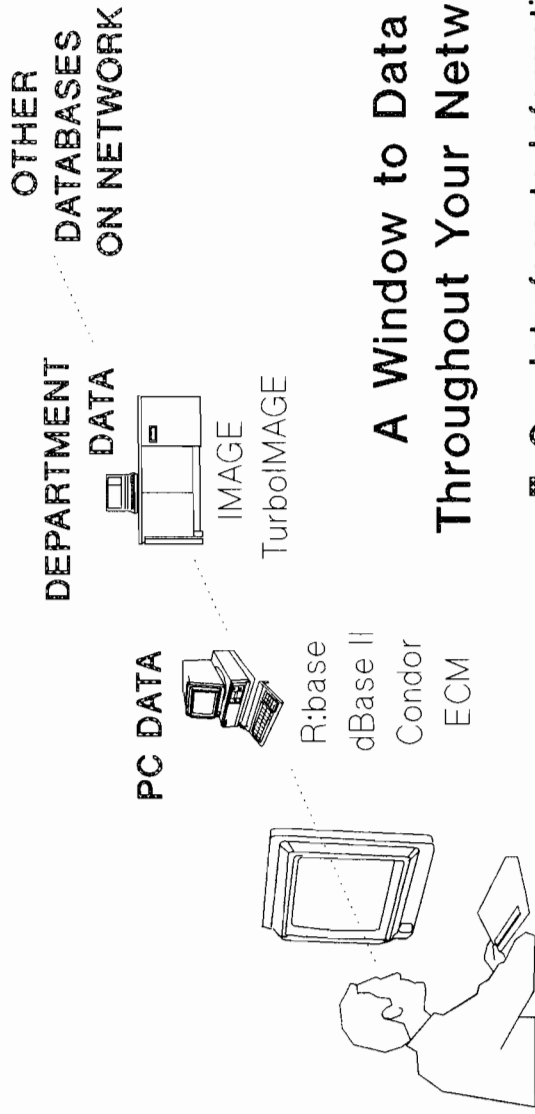 PC DATA
R:base
dBase II
Condor
ECM
DEPARTMENT
DATA
IMAGE
TurboIMAGE
OTHER
DATABASES
ON NETWORK
A Window to Data
Throughout Your Netw